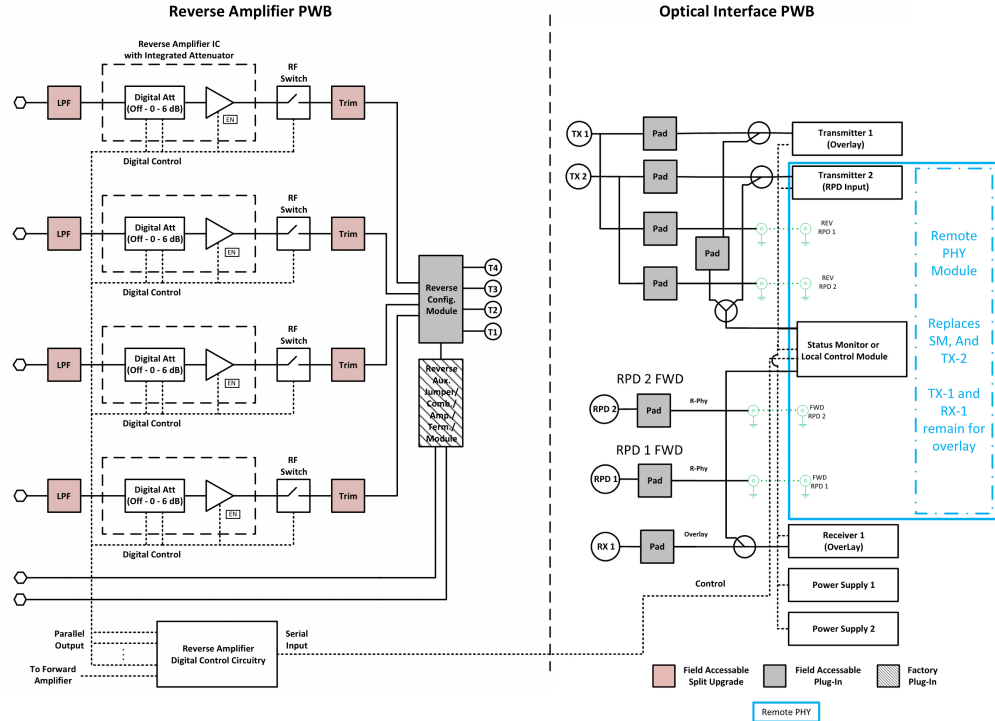 Reverse Amplifier PWB
Optical Interface PWB
Reverse Amplifier IC
with Integrated Attenuator
RF
Switch
LPF
Digital Att
(Off - 0 - 6 dB)
EN
Trim
Digital Control
RF
Switch
LPF
Digital Att
(Off - 0 - 6 dB)
EN
Trim
Digital Control
RF
Switch
LPF
Digital Att
(Off - 0 - 6 dB)
EN
Trim
Digital Control
RF
Switch
LPF
Digital Att
(Off - 0 - 6 dB)
EN
Trim
Digital Control
Reverse
Config.
Module
T4
T3
T2
T1
Reverse
Aux.
Jumper/
Comb./
Amp./
Term./
Module
Parallel
Output
:
To Forward
Amplifier
Reverse Amplifier
Digital Control Circuitry
Serial
Input
Control
TX 1
Pad
Transmitter 1
(Overlay)
TX 2
Pad
Transmitter 2
(RPD Input)
Pad
REV
RPD 1
Pad
Pad
REV
RPD 2
Status Monitor or
Local Control Module
RPD 2 FWD
RPD 2
Pad
R-Phy
FWD
RPD 2
RPD 1 FWD
RPD 1
Pad
R-Phy
FWD
RPD 1
RX 1
Pad
Overlay
Receiver 1
(OverLay)
Power Supply 1
Power Supply 2
Remote
PHY
Module
Replaces
SM, And
TX-2
TX-1 and
RX-1
remain for
overlay
Field Accessable
Split Upgrade
Field Accessable
Plug-In
Factory
Plug-In
Remote PHY